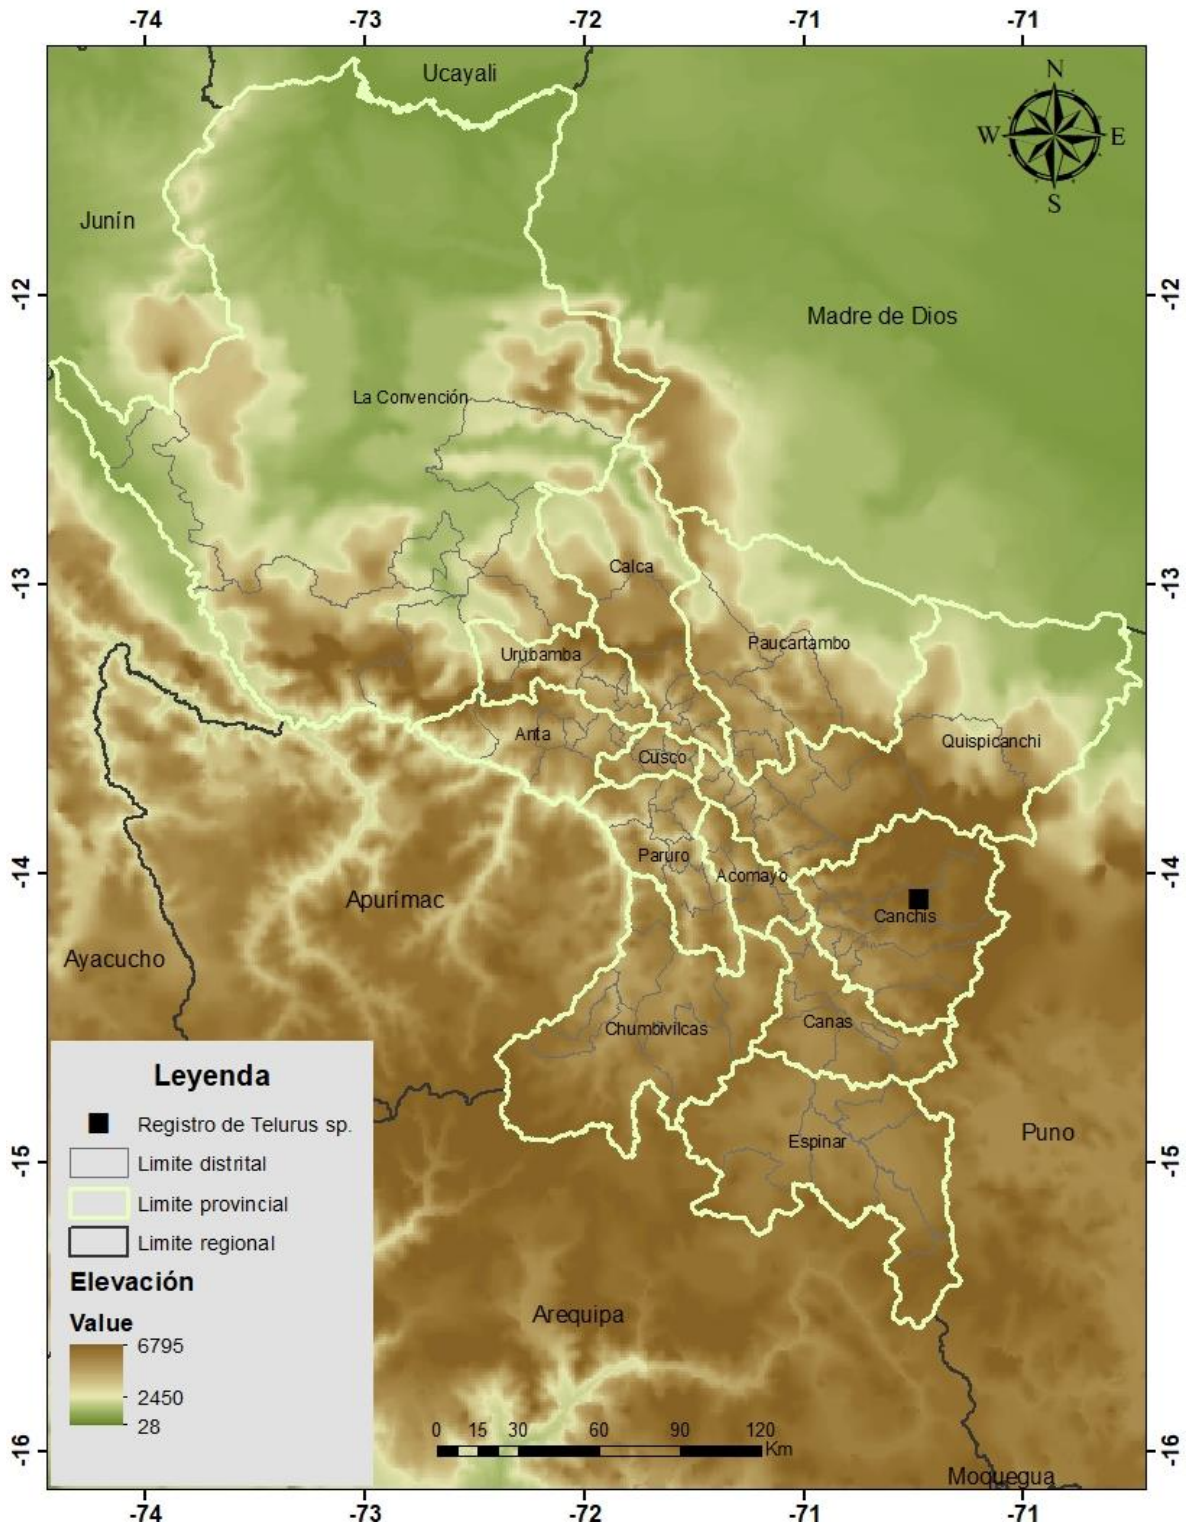 -74 -73 -72 -71 -71
Ucayali
N
W E
S
Junín
-12 -12
Madre de Dios
La Convención
Calca
-13 -13
Paucartambo
Urubamba
Anta
Quispicanchi
Cusco
Paruro
-14 -14
Acomayo
Apurímac
Canchis
Ayacucho
Chumbivilcas
Canas
Leyenda
Registro de Telurus sp.
Limite distrital
Limite provincial
Limite regional
Puno
Espinar
-15 -15
Elevación
Value
6795
2450
28
Arequipa
0 15 30 60 90 120
Km
-16 -16
Moquegua
-74 -73 -72 -71 -71